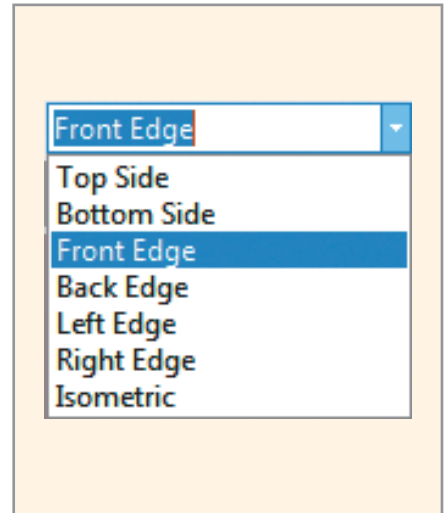 Front Edge
Top Side
Bottom Side
Front Edge
Back Edge
Left Edge
Right Edge
Isometric